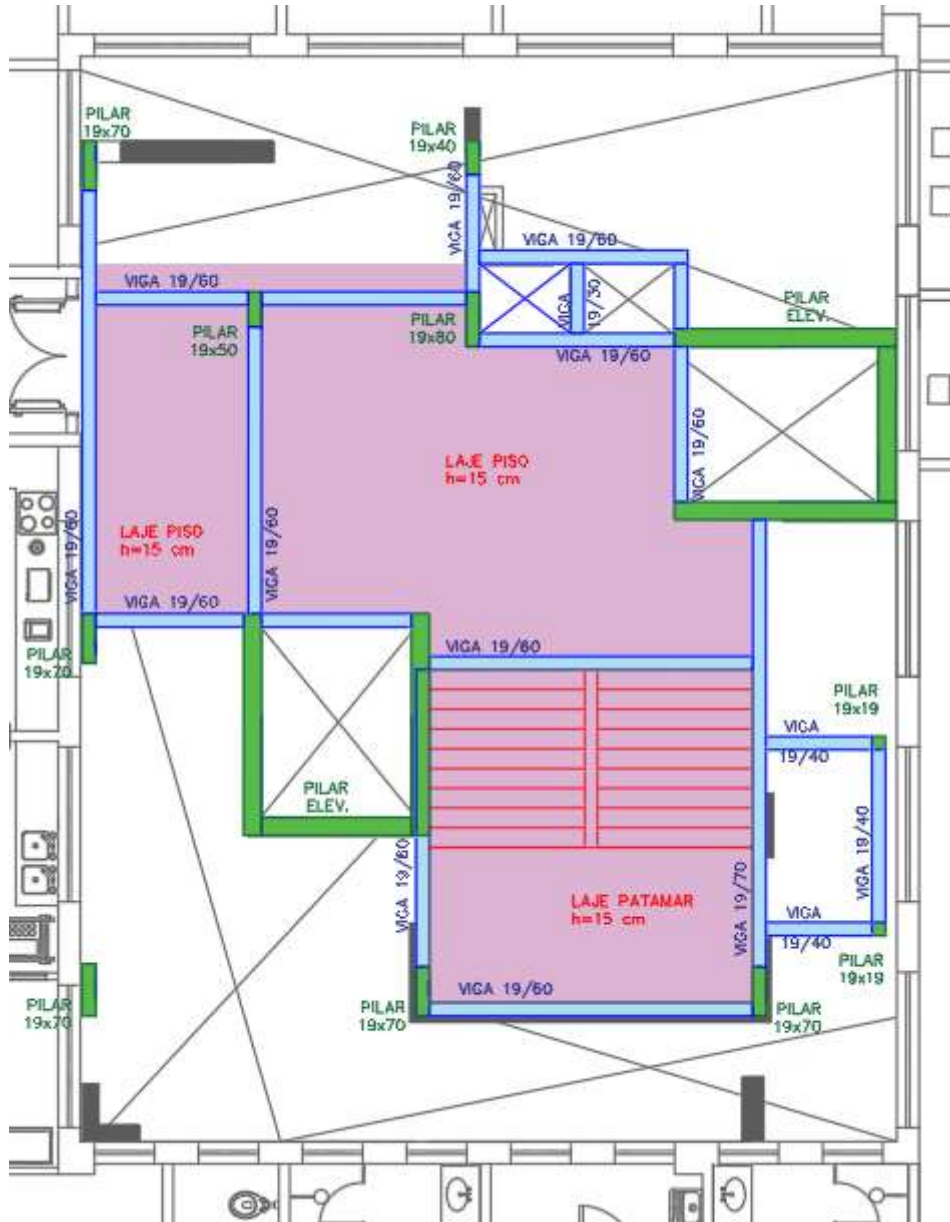 PILAR
19x70
PILAR
19x40
VIGA 19/60
VIGA 19/60
PILAR
ELEV.
VIGA 19/60
VIGA
19/30
PILAR
19x50
PILAR
19x80
VIGA 19/60
VIGA 19/60
LAJE PISO
h=15 cm
LAJE PISO
h=15 cm
VIGA 19/60
VIGA 19/60
VIGA 19/60
VIGA 19/60
PILAR
19x70
PILAR
19x19
VIGA
19/40
PILAR
ELEV.
VIGA 19/60
VIGA 19/70
VIGA 19/40
LAJE PATAMAR
h=15 cm
VIGA
19/40
PILAR
19x19
PILAR
19x70
PILAR
19x70
VIGA 19/60
PILAR
19x70